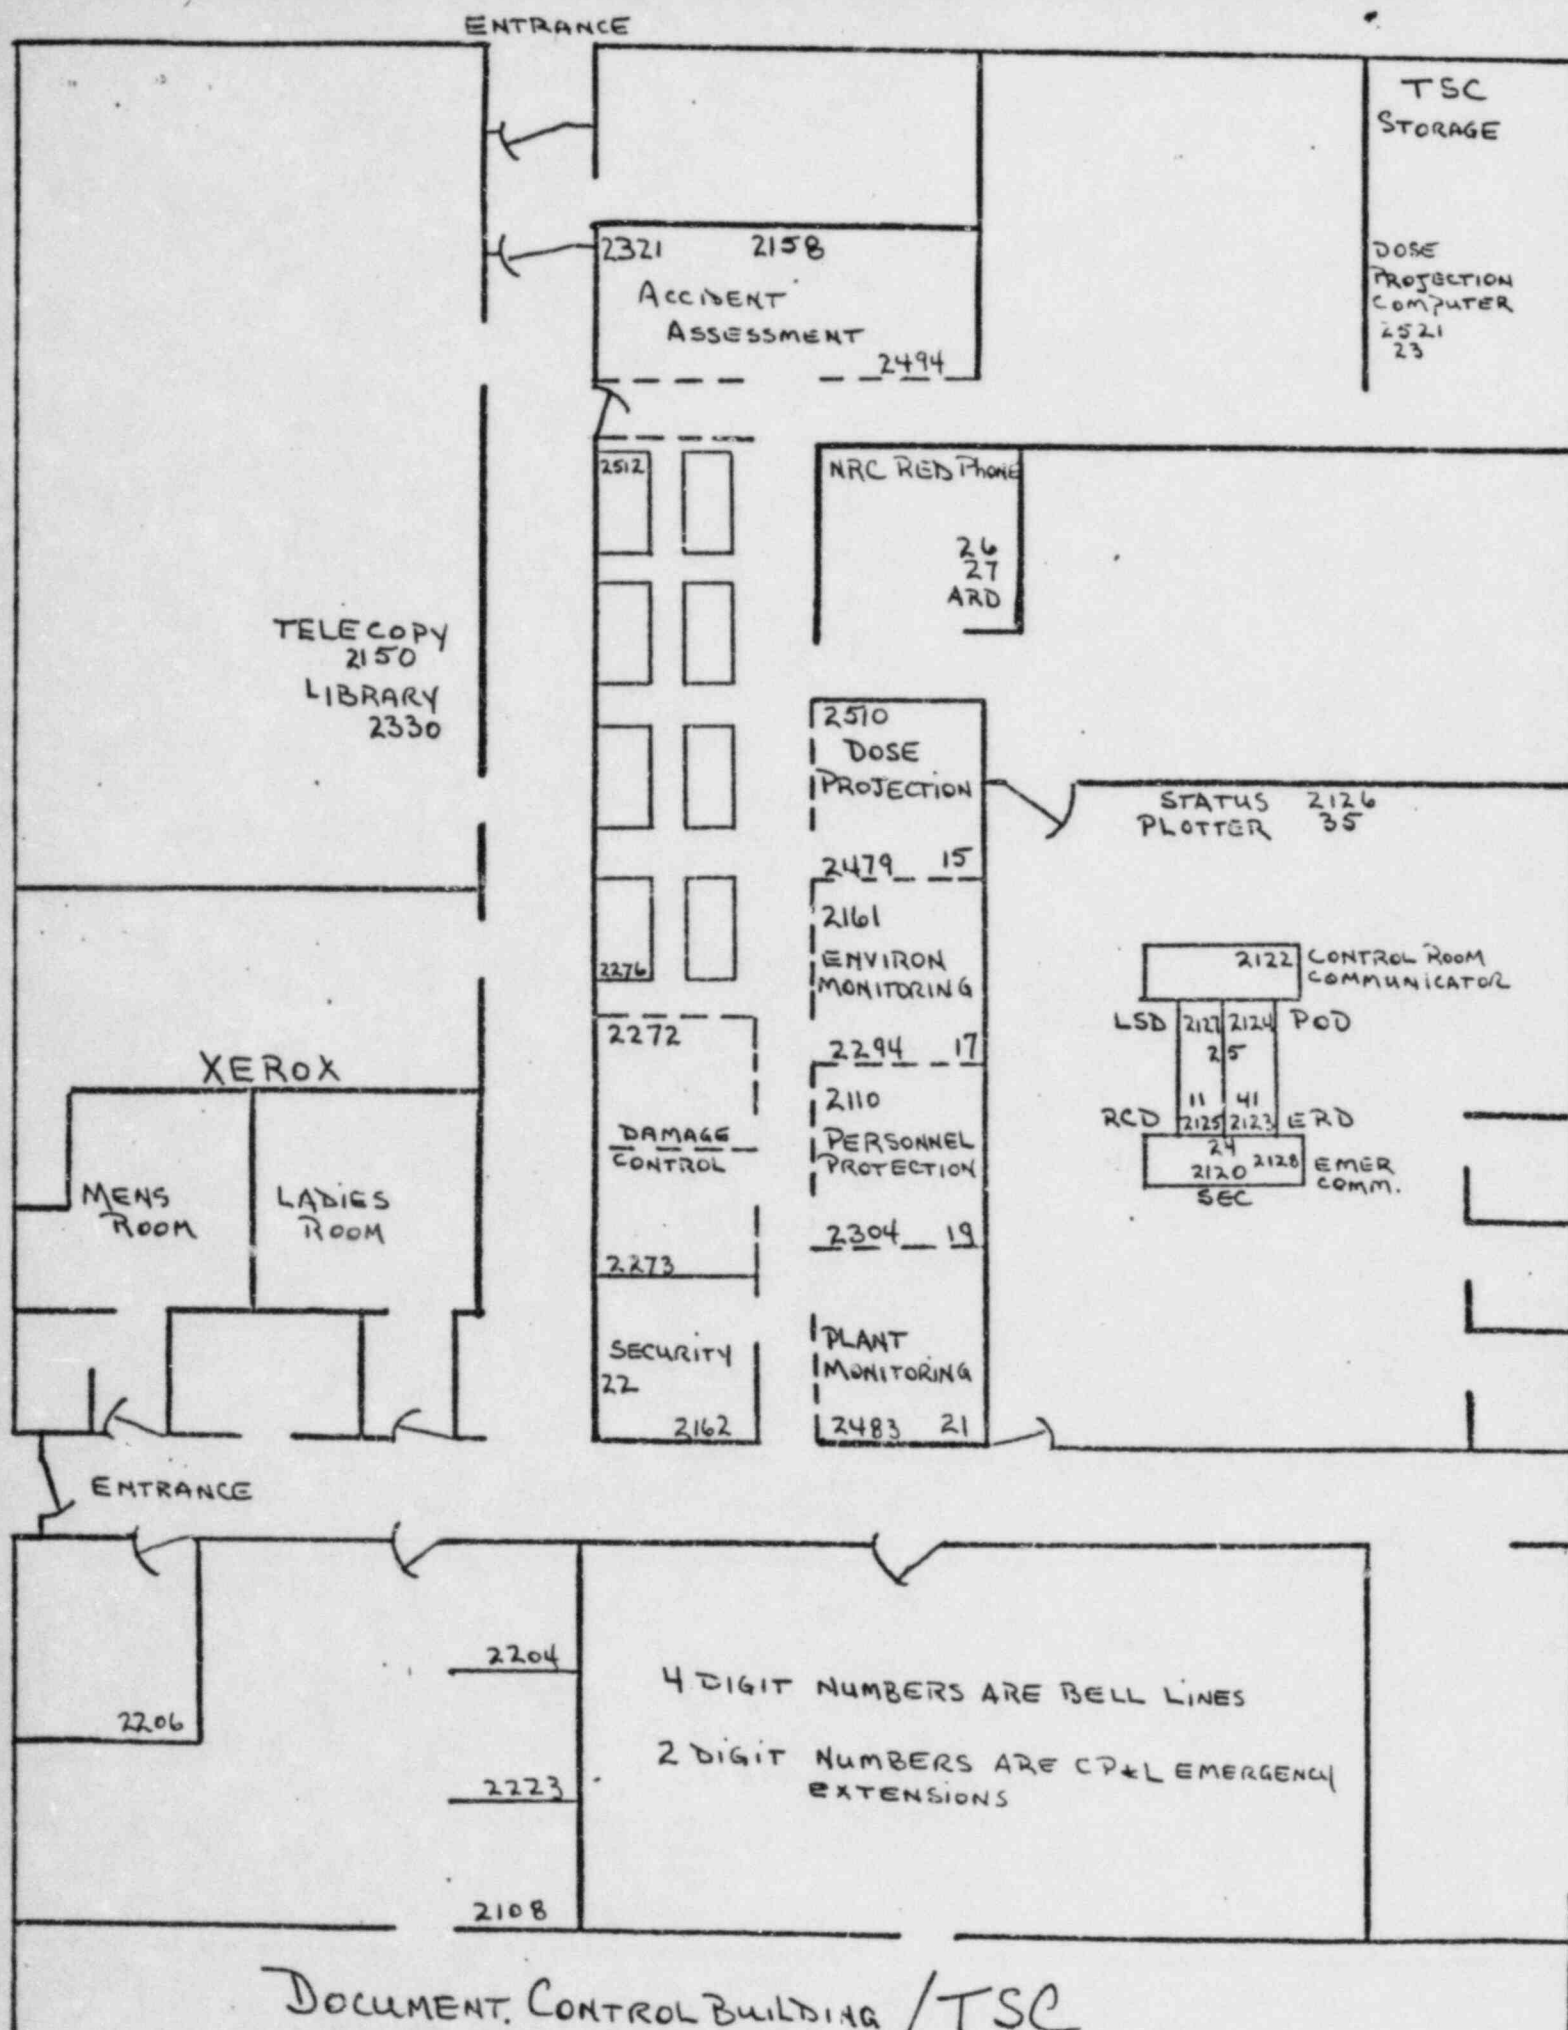 ENTRANCE
TSC
STORAGE
2321 2158
ACCIDENT
ASSESSMENT
2494
DOSE
PROJECTION
COMPUTER
2521
23
2512
NRC RED PHONE
26
27
ARD
TELECOPY
2150
LIBRARY
2330
2510
DOSE
PROJECTION
2479 15
STATUS 2126
PLOTTER 35
2161
ENVIRON
MONITORING
2294 17
2276
2122 CONTROL ROOM
COMMUNICATOR
LSD 2127 2124 POD
25
11 41
RCD 2125 2123 ERD
24
2120 2128 EMER
COMM.
SEC
2272
DAMAGE
CONTROL
2273
2110
PERSONNEL
PROTECTION
2304 19
XEROX
MENS
ROOM
LADIES
ROOM
SECURITY
22
2162
PLANT
MONITORING
2483 21
ENTRANCE
2206
2204
2223
2108
4 DIGIT NUMBERS ARE BELL LINES
2 DIGIT NUMBERS ARE CP&L EMERGENCY
EXTENSIONS
DOCUMENT. CONTROL BUILDING / TSC